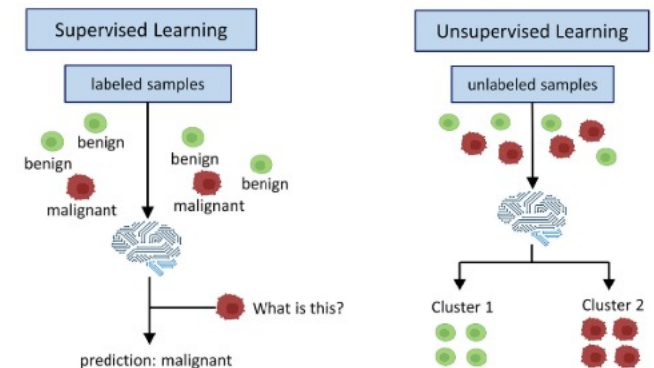 Supervised Learning
labeled samples
benign
benign
malignant
benign
benign
malignant
What is this?
prediction: malignant
Unsupervised Learning
unlabeled samples
Cluster 1
Cluster 2